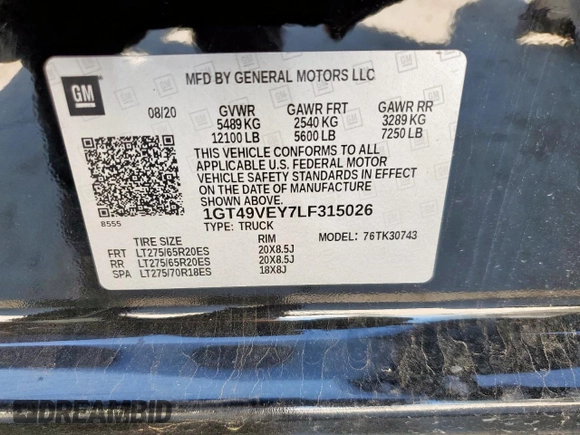 GM
MFD BY GENERAL MOTORS LLC
08/20 GVWR GAWR FRT GAWR RR
5489 KG 2540 KG 3289 KG
12100 LB 5600 LB 7250 LB
THIS VEHICLE CONFORMS TO ALL
APPLICABLE U.S. FEDERAL MOTOR
VEHICLE SAFETY STANDARDS IN EFFECT
ON THE DATE OF MANUFACTURE
SHOWN ABOVE.
1GT49VEY7LF315026
8555
TYPE: TRUCK MODEL: 76TK30743
TIRE SIZE RIM
FRT LT275/65R20ES 20X8.5J
RR LT275/65R20ES 20X8.5J
SPA LT275/70R18ES 18X8J
DREAMBID